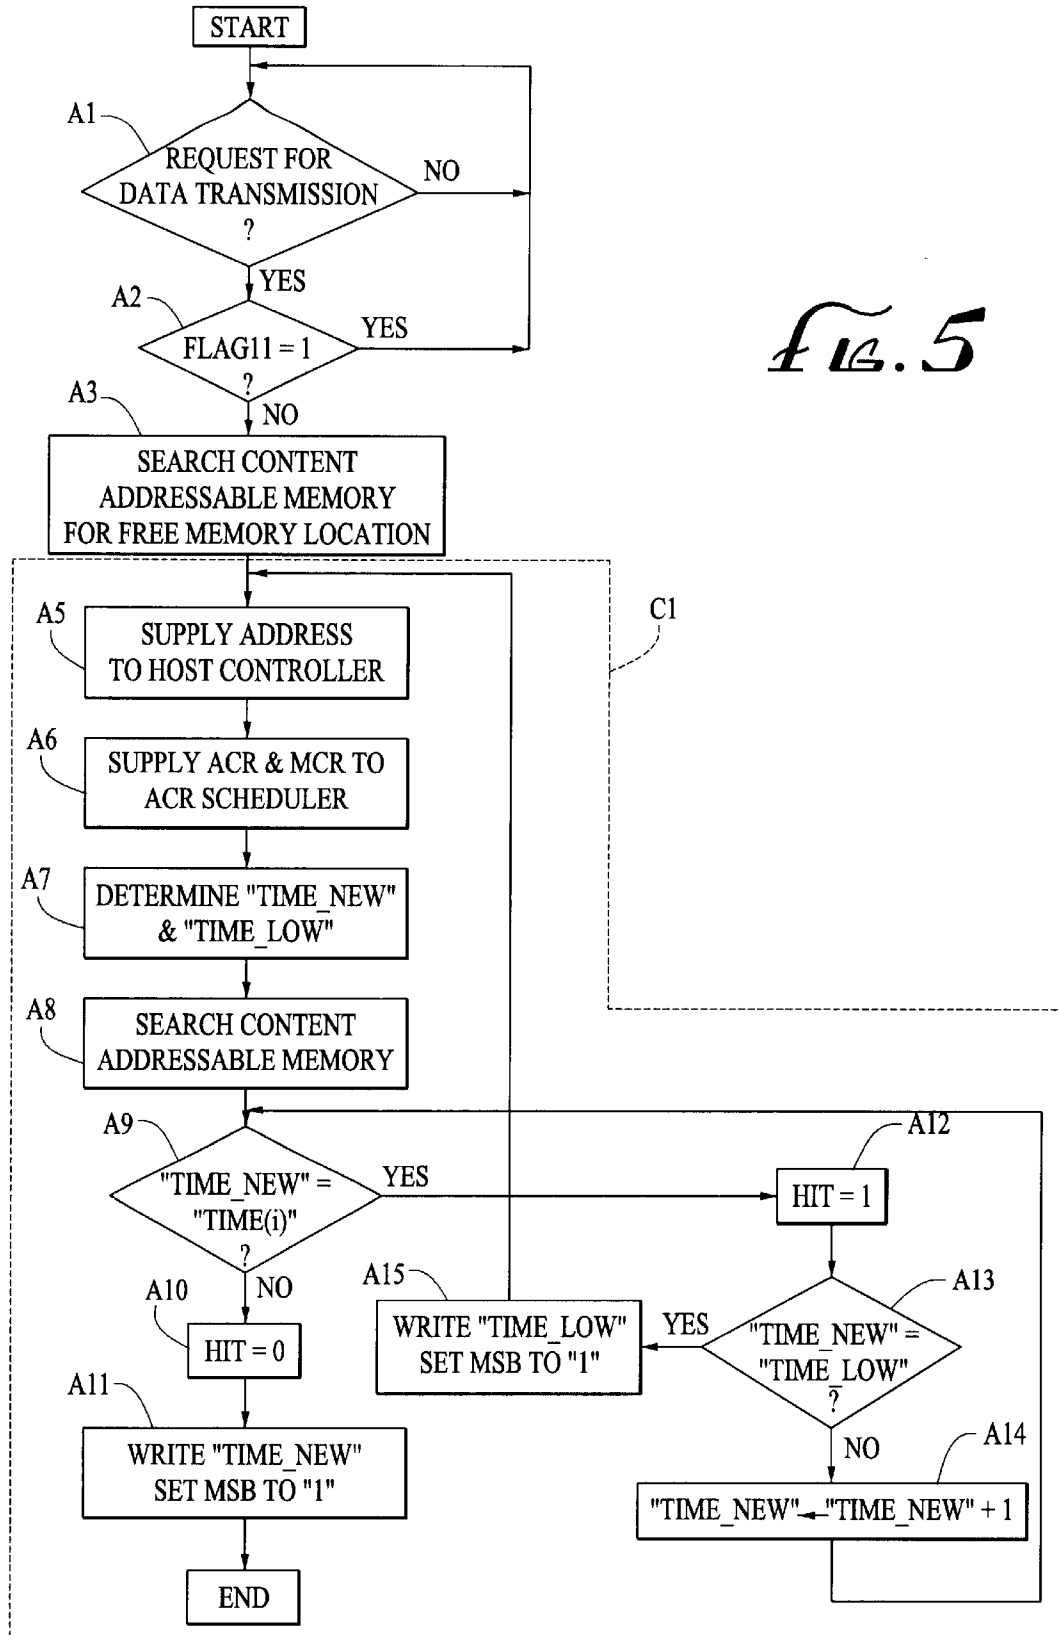 START
A1
REQUEST FOR
DATA TRANSMISSION
?
NO
YES
A2
FLAG11 = 1
?
YES
NO
FIG. 5
A3
SEARCH CONTENT
ADDRESSABLE MEMORY
FOR FREE MEMORY LOCATION
C1
A5
SUPPLY ADDRESS
TO HOST CONTROLLER
A6
SUPPLY ACR & MCR TO
ACR SCHEDULER
A7
DETERMINE "TIME_NEW"
& "TIME_LOW"
A8
SEARCH CONTENT
ADDRESSABLE MEMORY
A9
"TIME_NEW" =
"TIME(i)"
?
YES
NO
A12
HIT = 1
A10
HIT = 0
A15
WRITE "TIME_LOW"
SET MSB TO "1"
YES
A13
"TIME_NEW" =
"TIME_LOW"
?
NO
A11
WRITE "TIME_NEW"
SET MSB TO "1"
A14
"TIME_NEW" ← "TIME_NEW" + 1
END